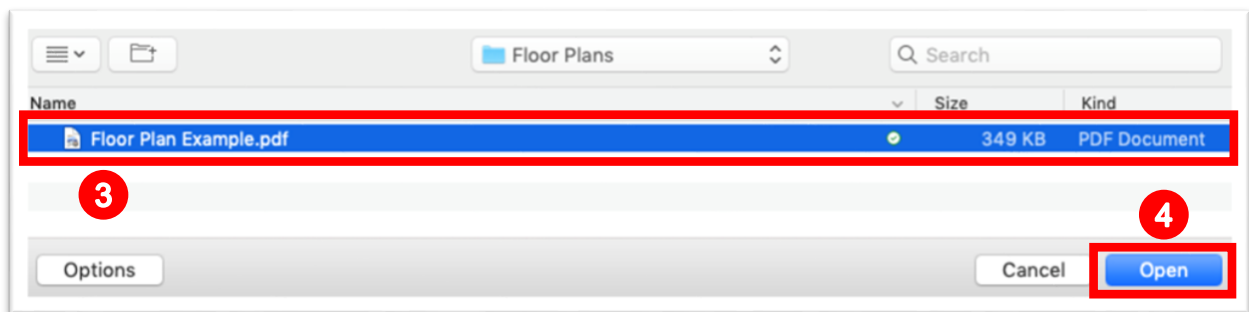 Floor Plans Search
Name Size Kind
Floor Plan Example.pdf 349 KB PDF Document
3
4
Options Cancel Open